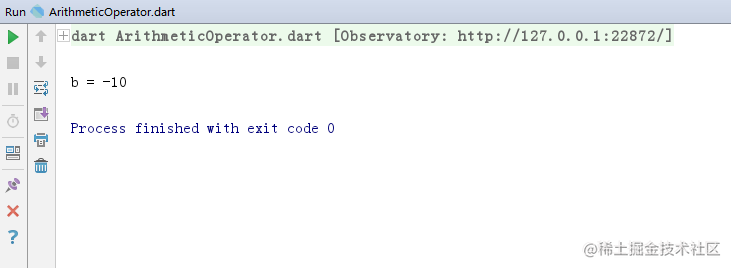 Run ArithmeticOperator.dart
dart ArithmeticOperator.dart [Observatory: http://127.0.0.1:22872/]
b = -10
Process finished with exit code 0
@稀土掘金技术社区